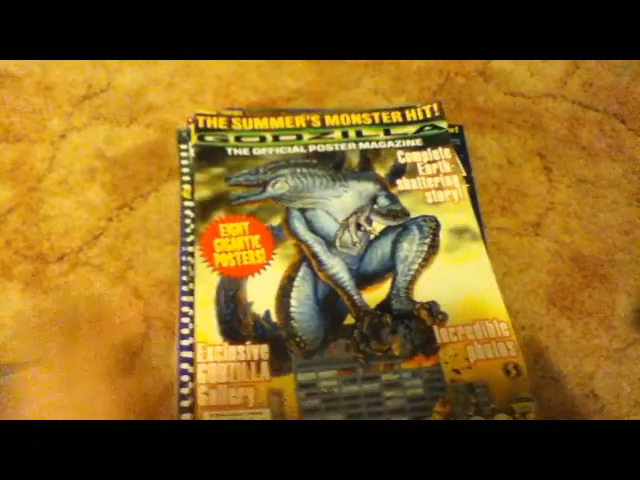 THE SUMMER'S MONSTER HIT!
GODZILLA
THE OFFICIAL POSTER MAGAZINE
Complete
Earth-
shattering
story!
EIGHT
GIGANTIC
POSTERS!
Incredible
photos
Exclusive
GODZILLA
Gallery